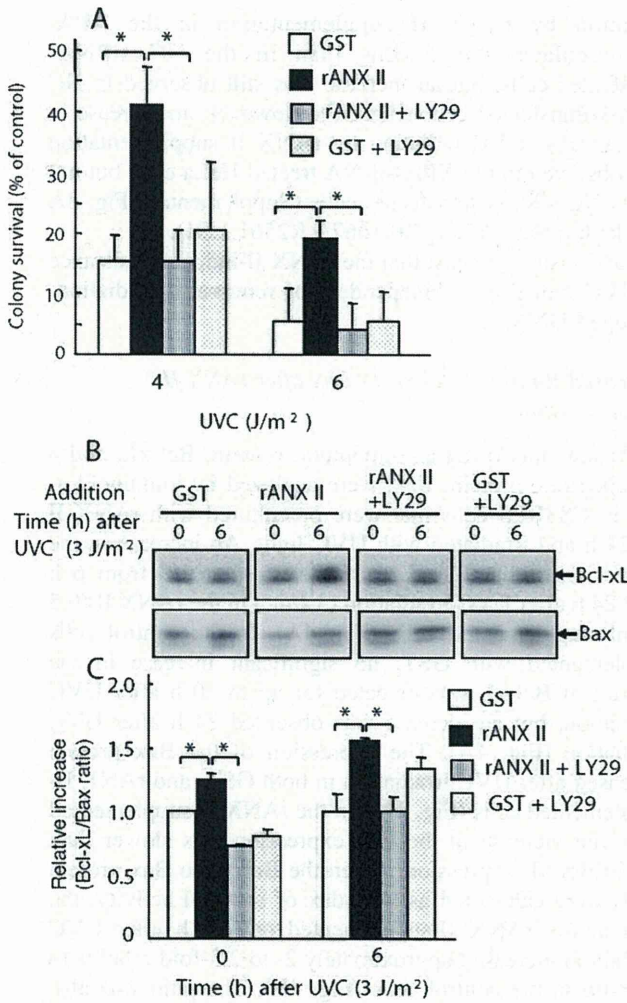 A
GST
rANX II
rANX II + LY29
GST + LY29
Colony survival (% of control)
50
40
30
20
10
0
* *
* *
4 6
UVC (J/m²)
B
Addition GST rANX II rANX II +LY29 GST +LY29
Time (h) after UVC (3 J/m²) 0 6 0 6 0 6 0 6
Bcl-xL
Bax
C
GST
rANX II
rANX II + LY29
GST + LY29
Relative increase
(Bcl-xL/Bax ratio)
2.0
1.5
1.0
0.5
0
* *
* *
0 6
Time (h) after UVC (3 J/m²)